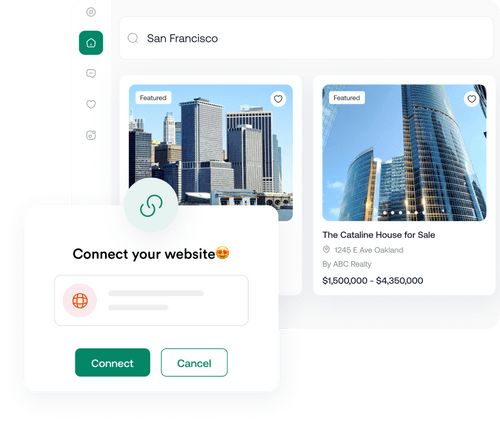 San Francisco
Featured
Featured
The Cataline House for Sale
1245 E Ave Oakland
By ABC Realty
$1,500,000 - $4,350,000
Connect your website😍
Connect
Cancel